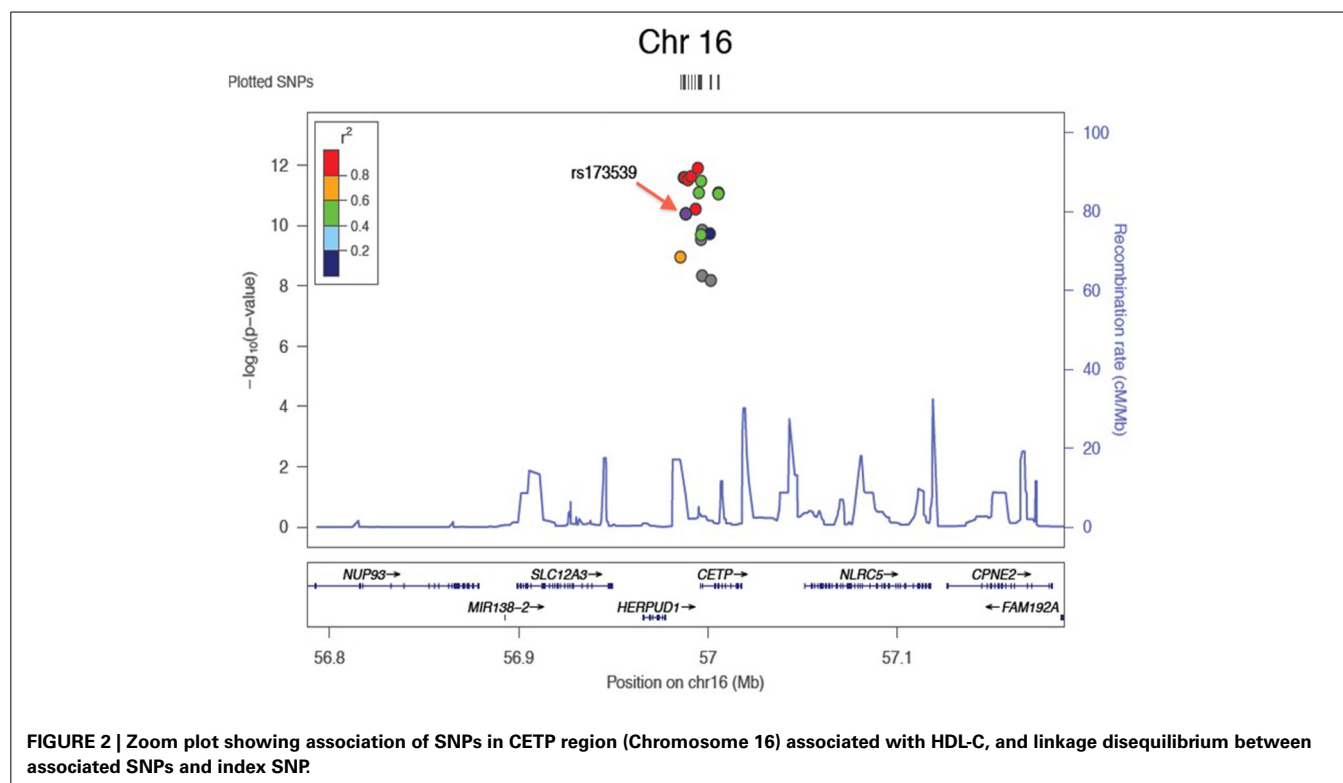 Chr 16
Plotted SNPs
r²
0.8
0.6
0.4
0.2
rs173539
12
10
8
6
4
2
0
−log₁₀(p−value)
100
80
60
40
20
0
Recombination rate (cM/Mb)
NUP93→
SLC12A3→
CETP→
NLRC5→
CPNE2→
MIR138−2→
HERPUD1→
←FAM192A
56.8
56.9
57
57.1
Position on chr16 (Mb)
FIGURE 2 | Zoom plot showing association of SNPs in CETP region (Chromosome 16) associated with HDL-C, and linkage disequilibrium between
associated SNPs and index SNP.